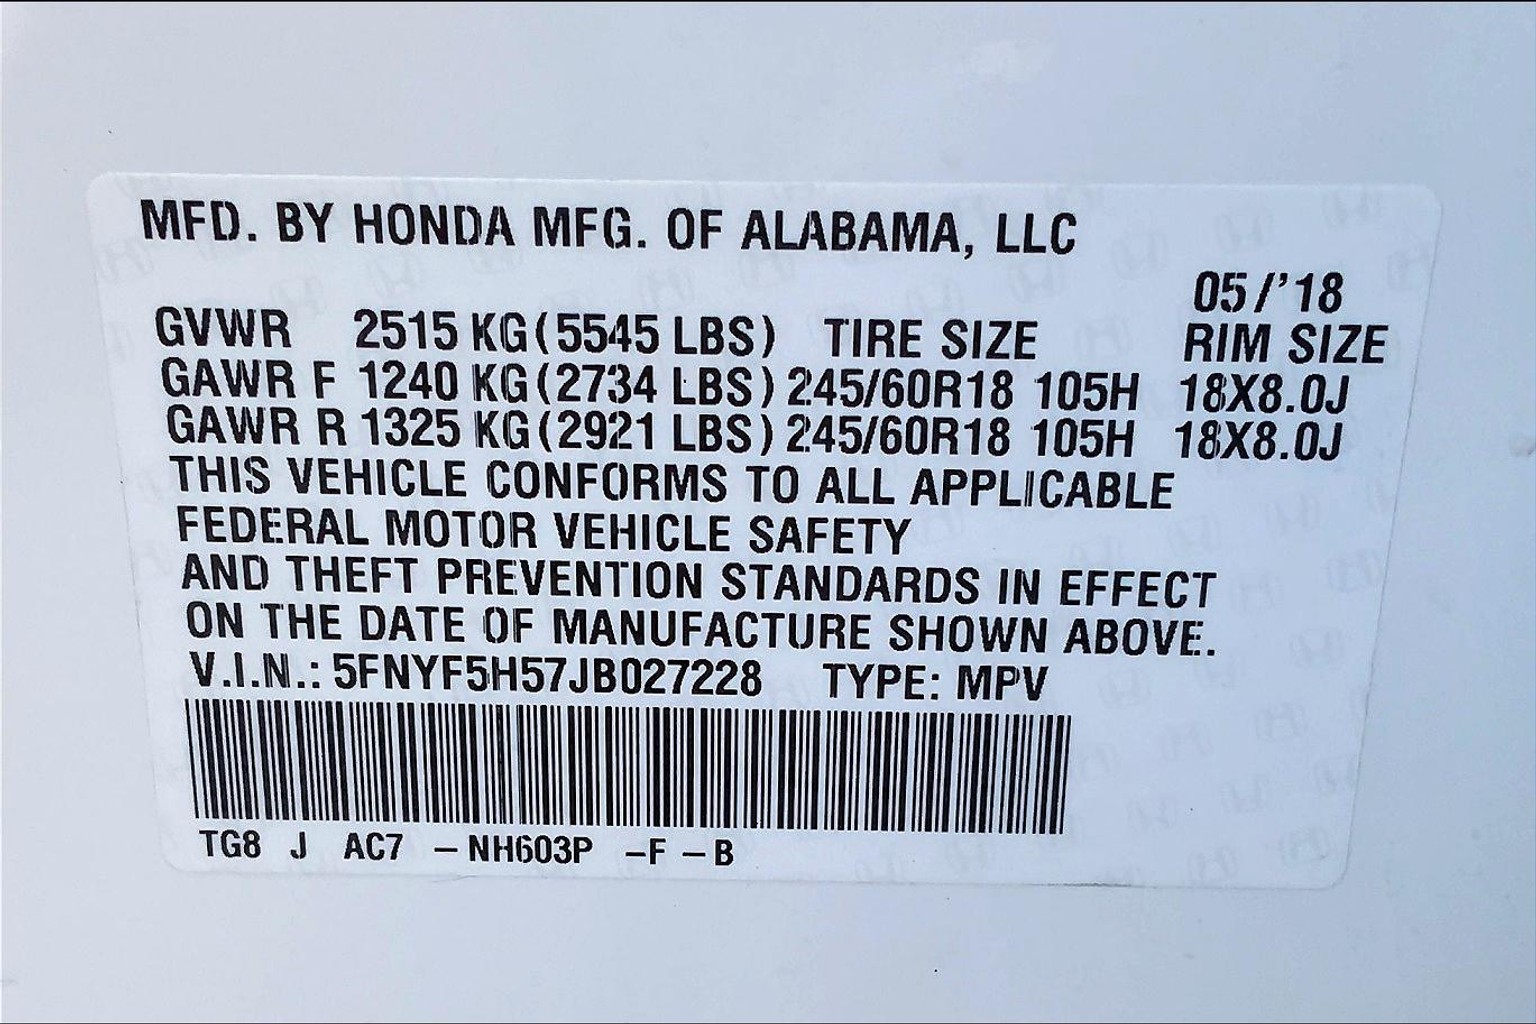 MFD. BY HONDA MFG. OF ALABAMA, LLC
05/'18
GVWR 2515 KG (5545 LBS) TIRE SIZE RIM SIZE
GAWR F 1240 KG (2734 LBS) 245/60R18 105H 18X8.0J
GAWR R 1325 KG (2921 LBS) 245/60R18 105H 18X8.0J
THIS VEHICLE CONFORMS TO ALL APPLICABLE
FEDERAL MOTOR VEHICLE SAFETY
AND THEFT PREVENTION STANDARDS IN EFFECT
ON THE DATE OF MANUFACTURE SHOWN ABOVE.
V.I.N.: 5FNYF5H57JB027228 TYPE: MPV
TG8 J AC7 – NH603P –F – B